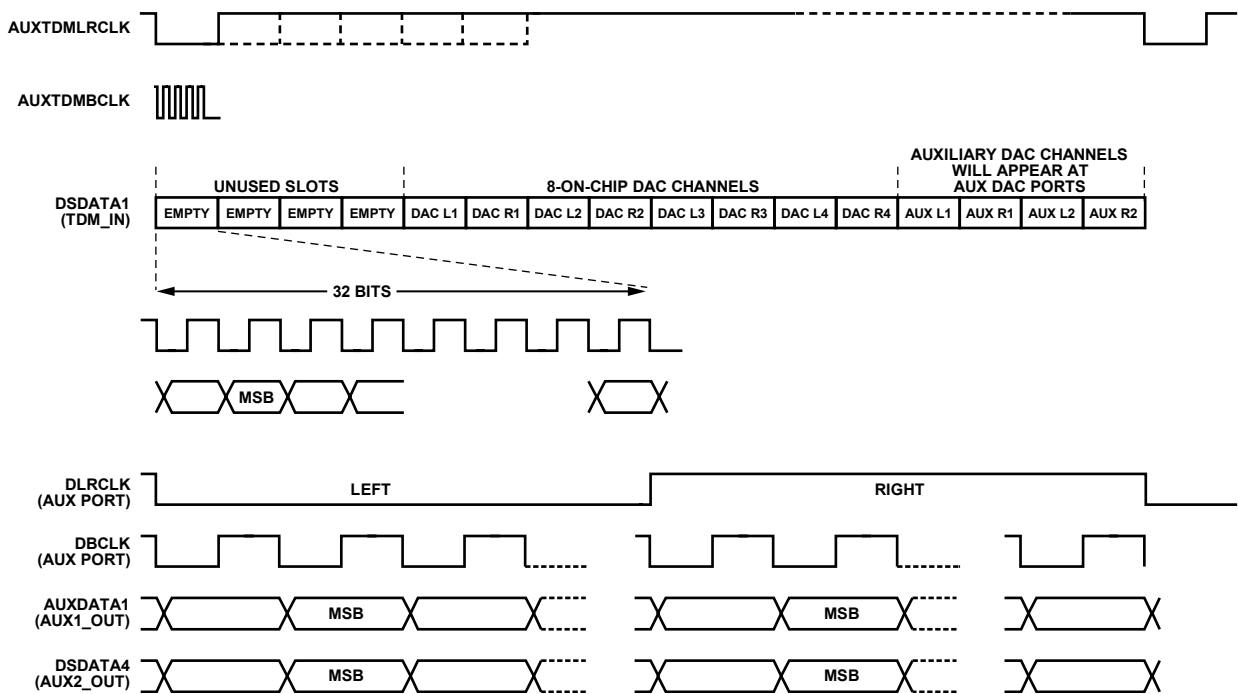 AUXTDMLRCLK
AUXTDMBCLK
AUXILIARY DAC CHANNELS
WILL APPEAR AT
AUX DAC PORTS
UNUSED SLOTS
8-ON-CHIP DAC CHANNELS
DSDATA1
(TDM_IN)
EMPTY EMPTY EMPTY EMPTY DAC L1 DAC R1 DAC L2 DAC R2 DAC L3 DAC R3 DAC L4 DAC R4 AUX L1 AUX R1 AUX L2 AUX R2
32 BITS
MSB
DLRCLK
(AUX PORT)
LEFT
RIGHT
DBCLK
(AUX PORT)
AUXDATA1
(AUX1_OUT)
MSB
MSB
DSDATA4
(AUX2_OUT)
MSB
MSB